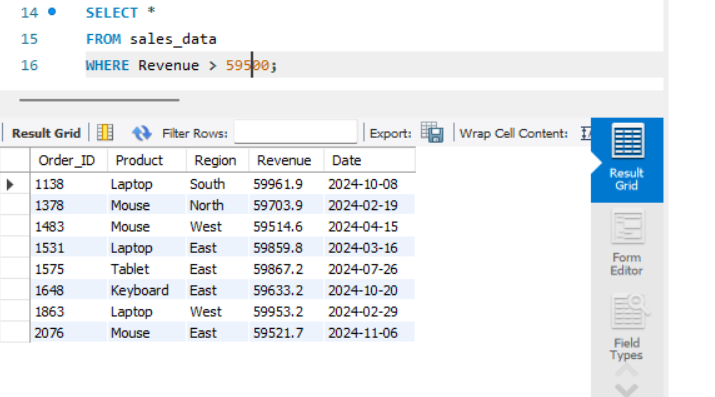 14 SELECT *
15 FROM sales_data
16 WHERE Revenue > 59500;
Result Grid Filter Rows: Export: Wrap Cell Content:
Order_ID Product Region Revenue Date
1138 Laptop South 59961.9 2024-10-08
1378 Mouse North 59703.9 2024-02-19
1483 Mouse West 59514.6 2024-04-15
1531 Laptop East 59859.8 2024-03-16
1575 Tablet East 59867.2 2024-07-26
1648 Keyboard East 59633.2 2024-10-20
1863 Laptop West 59953.2 2024-02-29
2076 Mouse East 59521.7 2024-11-06
Result
Grid
Form
Editor
Field
Types